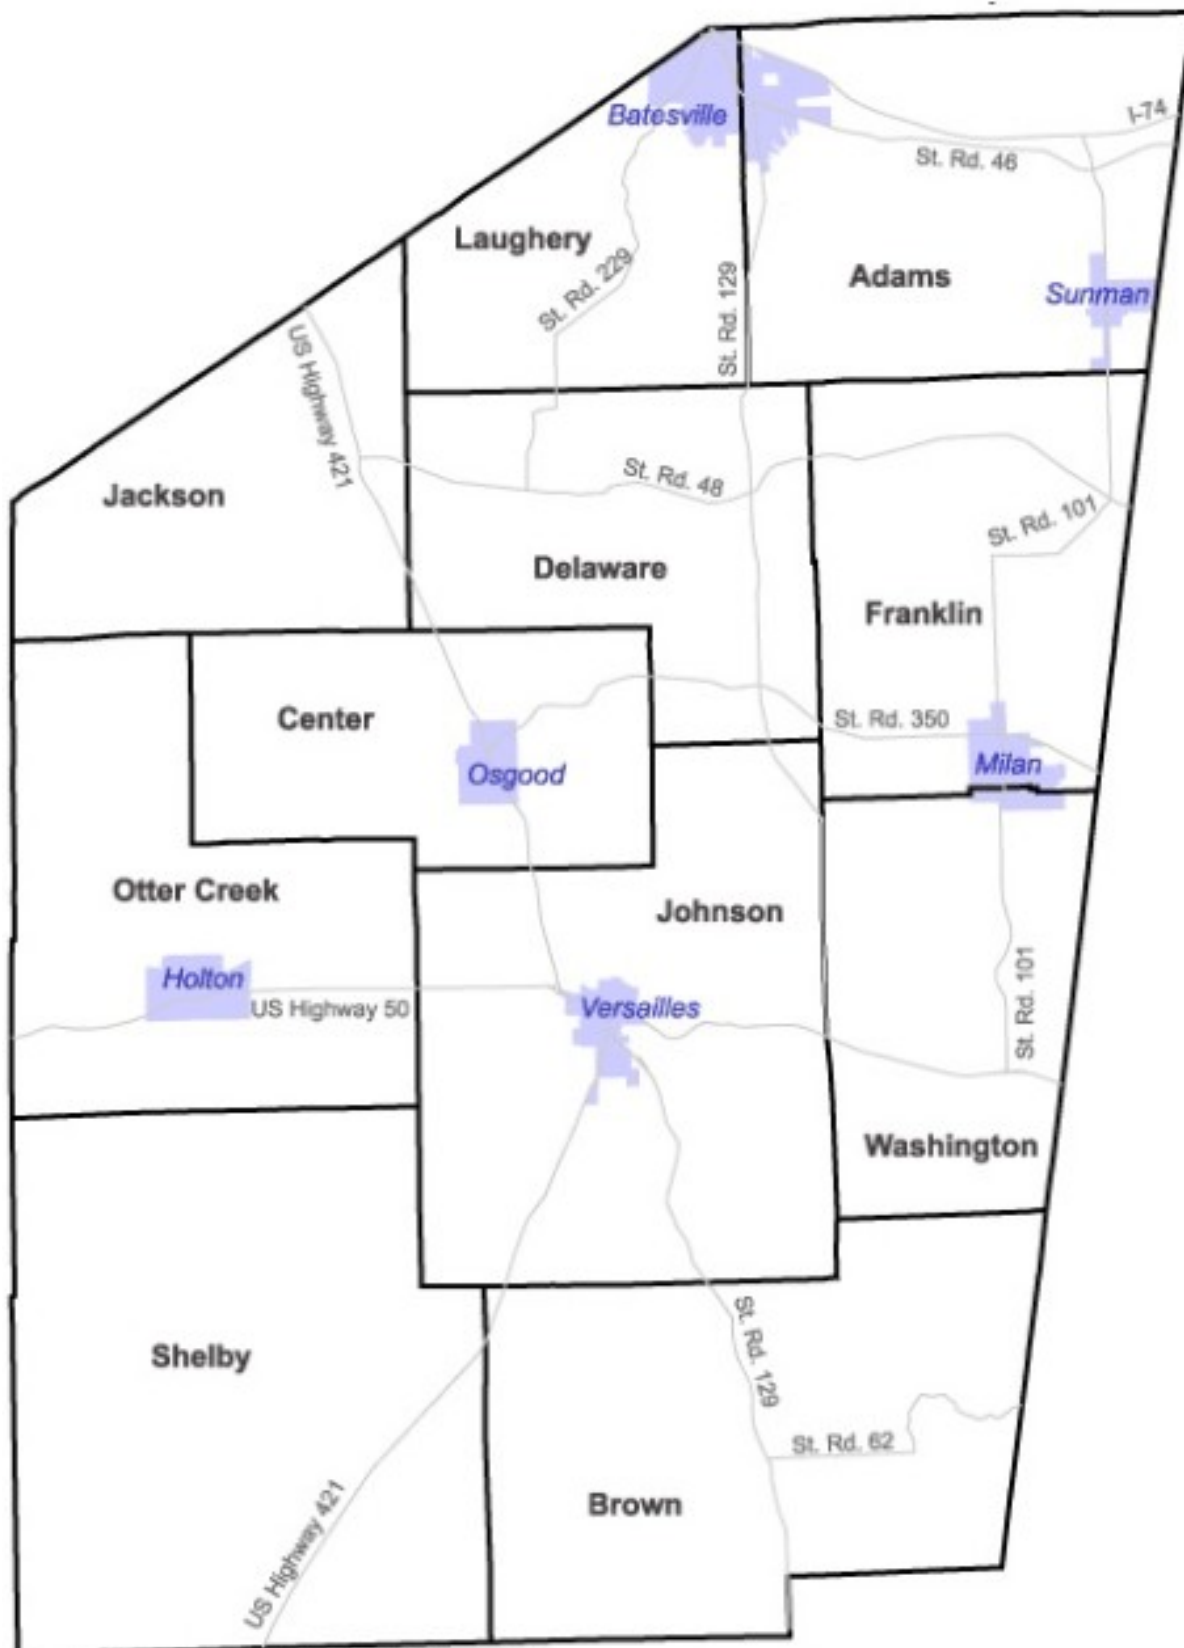 Batesville
I-74
St. Rd. 46
Laughery
St. Rd. 229
St. Rd. 129
Adams
Sunman
US Highway 421
Jackson
St. Rd. 48
St. Rd. 101
Delaware
Franklin
Center
St. Rd. 350
Osgood
Milan
Otter Creek
Johnson
Holton
US Highway 50
Versailles
St. Rd. 101
Washington
Shelby
St. Rd. 129
St. Rd. 62
Brown
US Highway 421